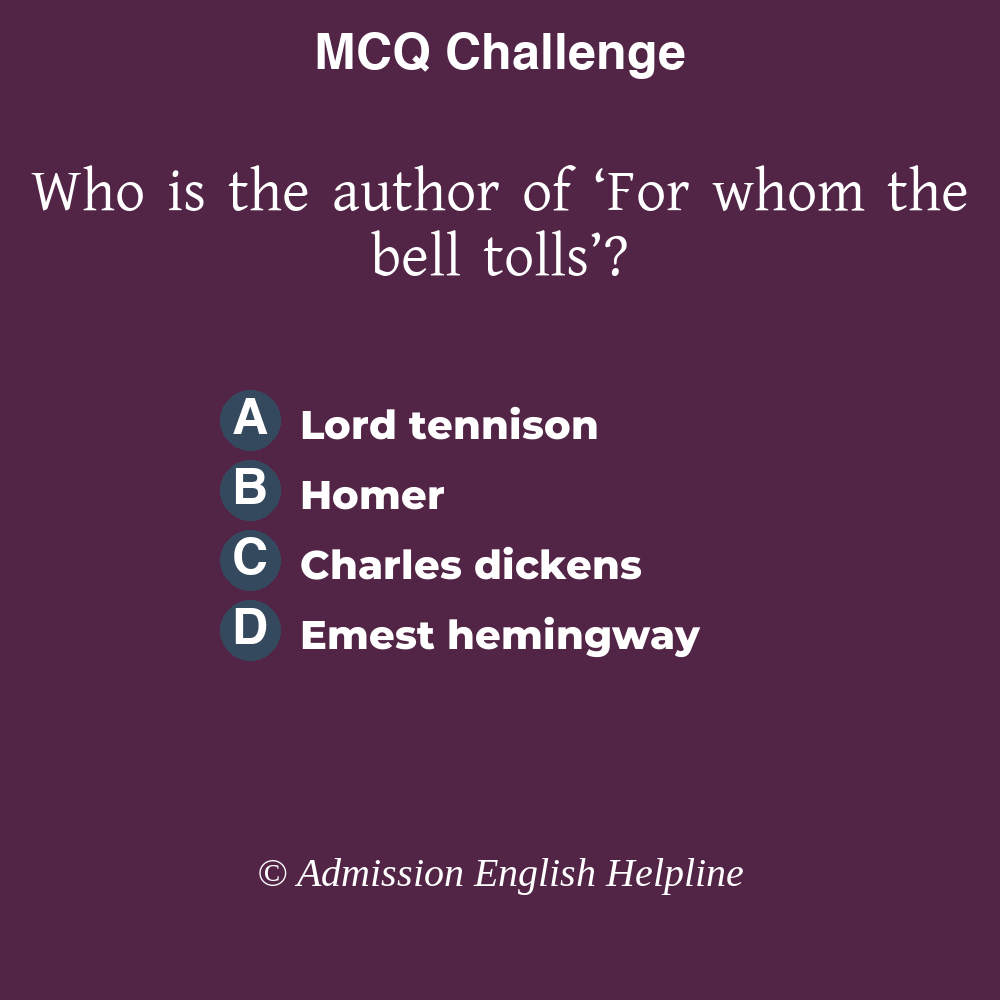 MCQ Challenge
Who is the author of ‘For whom the
bell tolls’?
A Lord tennison
B Homer
C Charles dickens
D Emest hemingway
© Admission English Helpline